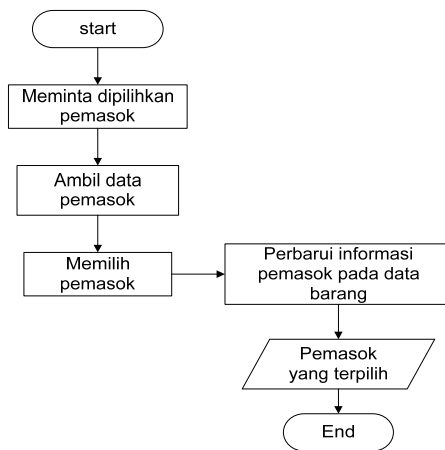 start
Meminta dipilihkan
pemasok
Ambil data
pemasok
Memilih
pemasok
Perbarui informasi
pemasok pada data
barang
Pemasok
yang terpilih
End